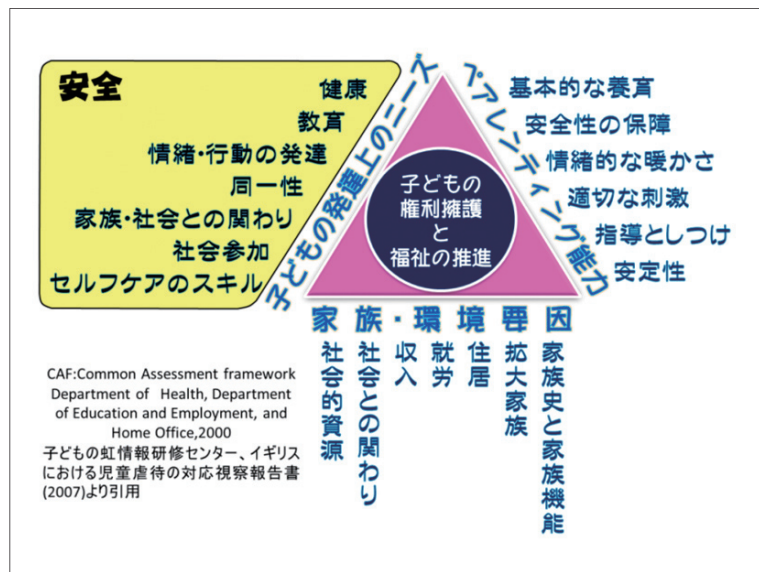 安全
健康
教育
情緒・行動の発達
同一性
家族・社会との関わり
社会参加
セルフケアのスキル
子どもの発達上のニーズ
ペアレンティング能力
基本的な養育
安全性の保障
情緒的な暖かさ
適切な刺激
指導としつけ
安定性
子どもの
権利擁護
と
福祉の推進
家族・環境要因
社会的資源
社会との関わり
収入
就労
住居
拡大家族
家族史と家族機能
CAF:Common Assessment framework
Department of Health, Department
of Education and Employment, and
Home Office,2000
子どもの虹情報研修センター、イギリス
における児童虐待の対応視察報告書
(2007)より引用